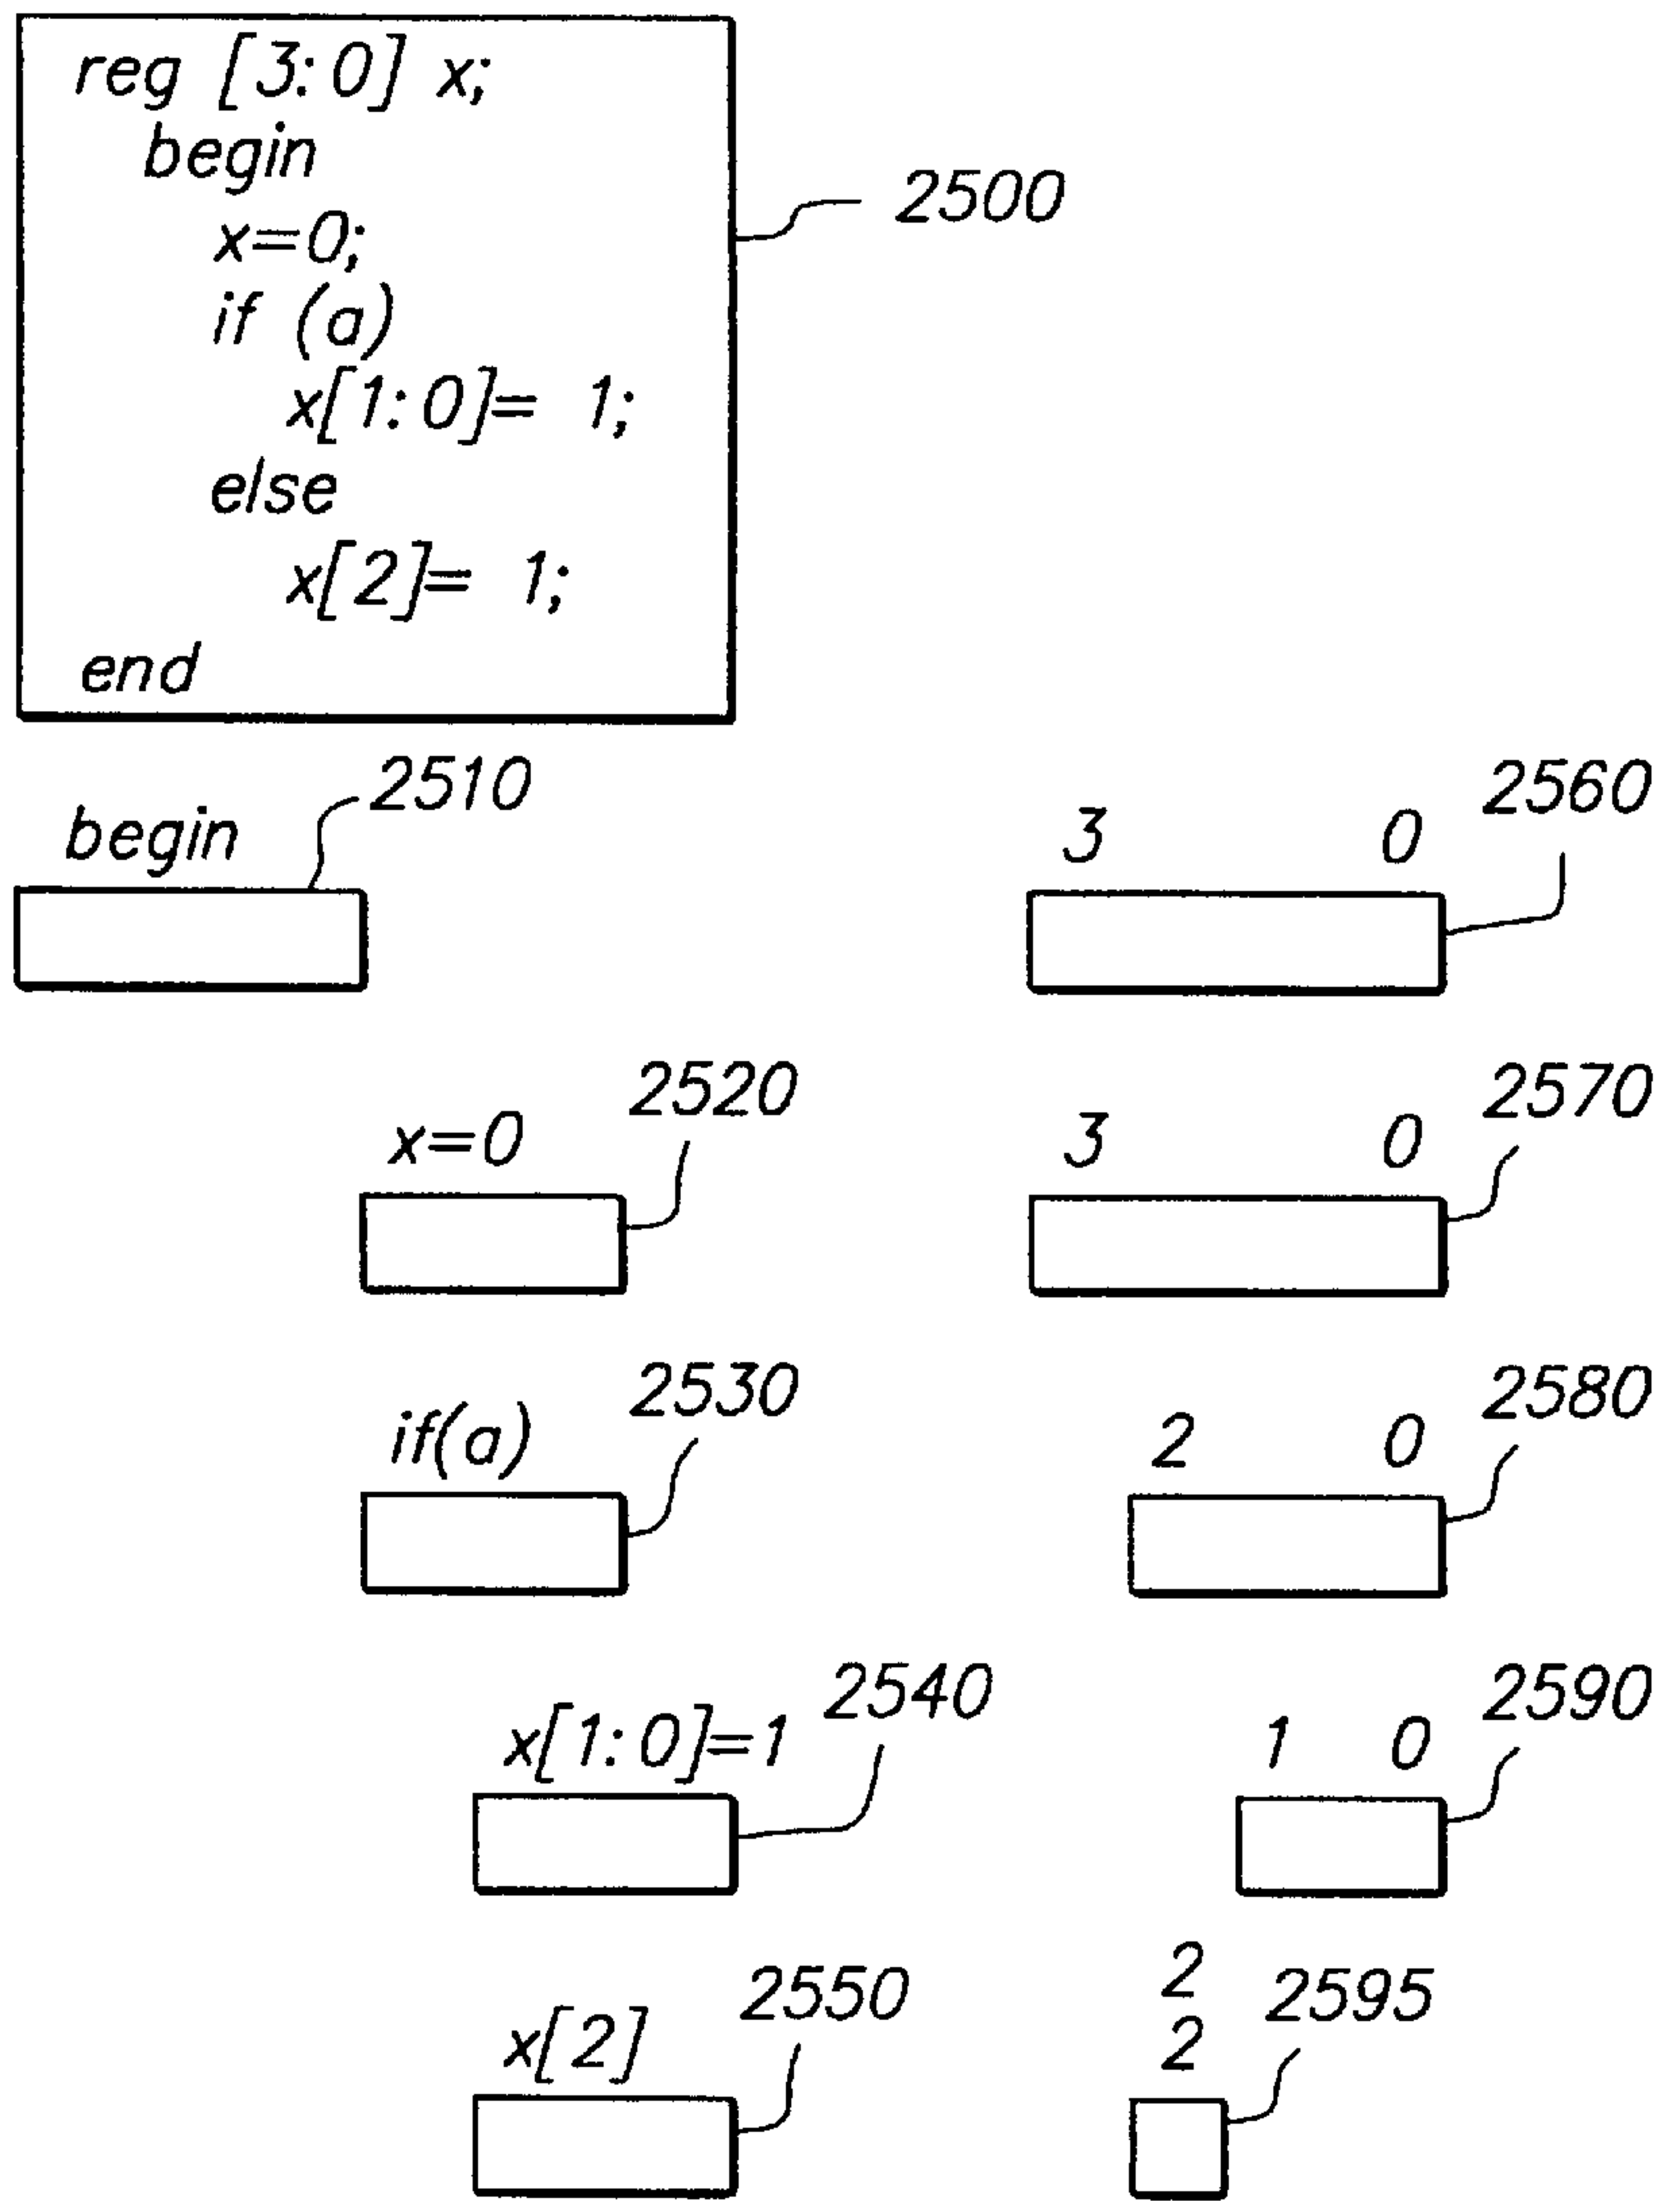 reg [3:0] x;
begin
x=0;
if (a)
x[1:0]= 1;
else
x[2]= 1;
end
2500
2510
begin
2560
3 0
2520
x=0
2570
3 0
2530
if(a)
2580
2 0
2540
x[1:0]=1
2590
1 0
2550
x[2]
2
2
2595